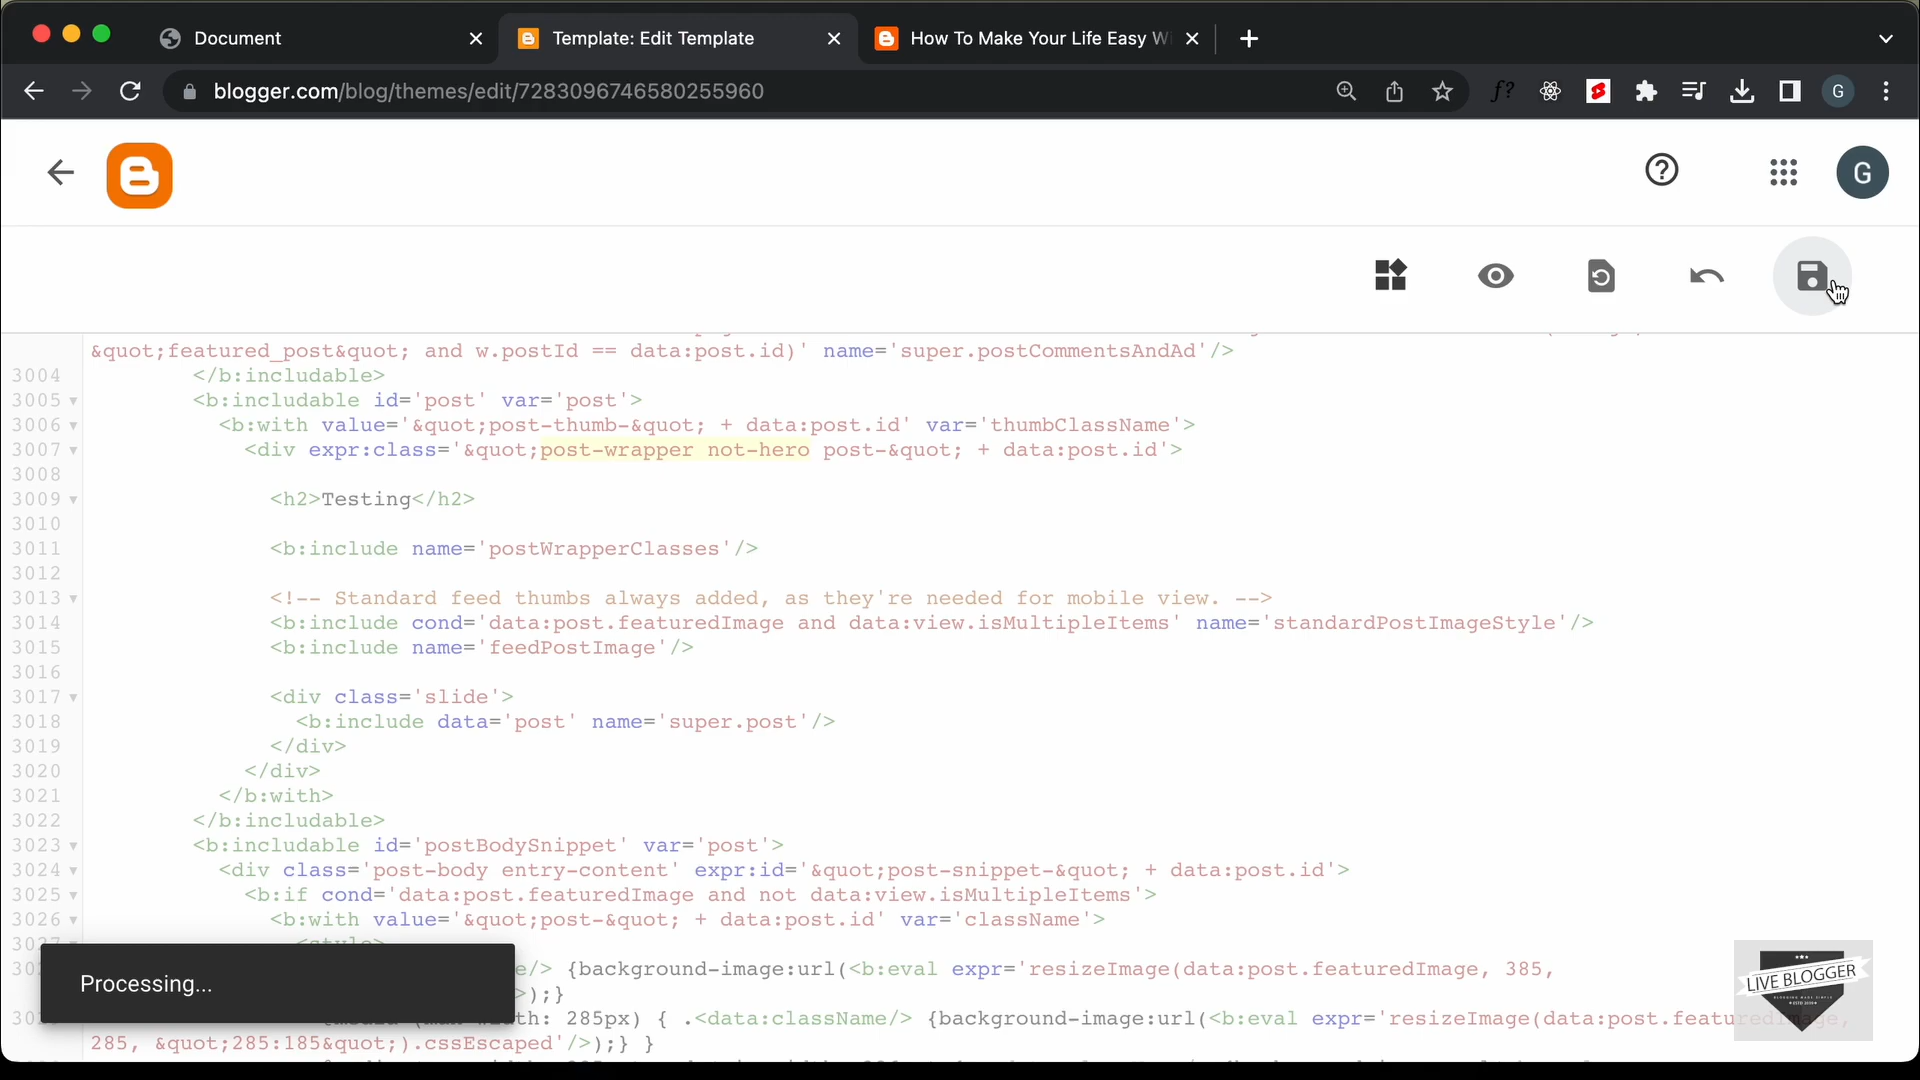 Document
Template: Edit Template
How To Make Your Life Easy Wi
blogger.com/blog/themes/edit/7283096746580255960
f?
G
G
&quot;featured_post&quot; and w.postId == data:post.id)' name='super.postCommentsAndAd'/>
3004 </b:includable>
3005 <b:includable id='post' var='post'>
3006 <b:with value='&quot;post-thumb-&quot; + data:post.id' var='thumbClassName'>
3007 <div expr:class='&quot;post-wrapper not-hero post-&quot; + data:post.id'>
3008
3009 <h2>Testing</h2>
3010
3011 <b:include name='postWrapperClasses'/>
3012
3013 <!-- Standard feed thumbs always added, as they're needed for mobile view. -->
3014 <b:include cond='data:post.featuredImage and data:view.isMultipleItems' name='standardPostImageStyle'/>
3015 <b:include name='feedPostImage'/>
3016
3017 <div class='slide'>
3018 <b:include data='post' name='super.post'/>
3019 </div>
3020 </div>
3021 </b:with>
3022 </b:includable>
3023 <b:includable id='postBodySnippet' var='post'>
3024 <div class='post-body entry-content' expr:id='&quot;post-snippet-&quot; + data:post.id'>
3025 <b:if cond='data:post.featuredImage and not data:view.isMultipleItems'>
3026 <b:with value='&quot;post-&quot; + data:post.id' var='className'>
e/> {background-image:url(<b:eval expr='resizeImage(data:post.featuredImage, 385,
>);}
285px) { .<data:className/> {background-image:url(<b:eval expr='resizeImage(data:post.featuredImage,
285, &quot;285:185&quot;).cssEscaped'/>);} }
Processing...
LIVE BLOGGER